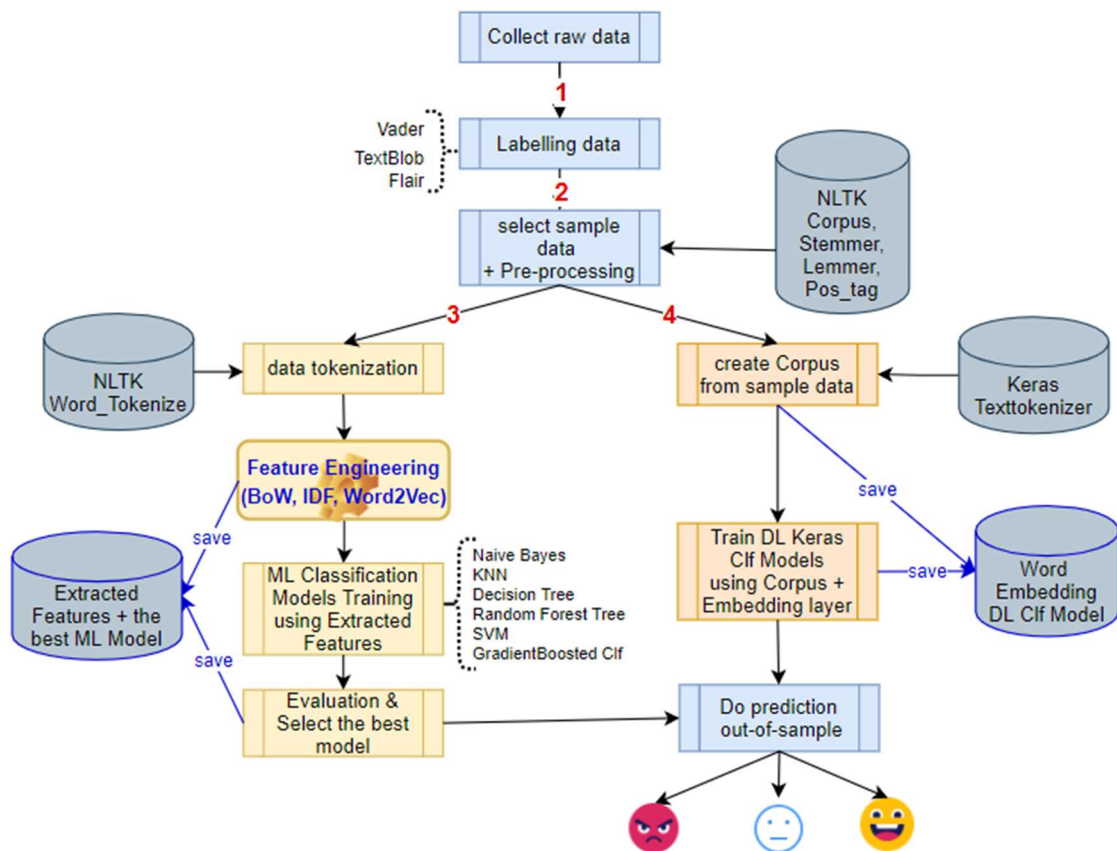 Collect raw data
1
Vader
TextBlob
Flair
Labelling data
2
select sample
data
+ Pre-processing
NLTK
Corpus,
Stemmer,
Lemmer,
Pos_tag
3
4
NLTK
Word_Tokenize
data tokenization
create Corpus
from sample data
Keras
Texttokenizer
Feature Engineering
(BoW, IDF, Word2Vec)
save
save
Extracted
Features + the
best ML Model
ML Classification
Models Training
using Extracted
Features
Naive Bayes
KNN
Decision Tree
Random Forest Tree
SVM
GradientBoosted Clf
Train DL Keras
Clf Models
using Corpus +
Embedding layer
save
Word
Embedding
DL Clf Model
save
Evaluation &
Select the best
model
Do prediction
out-of-sample